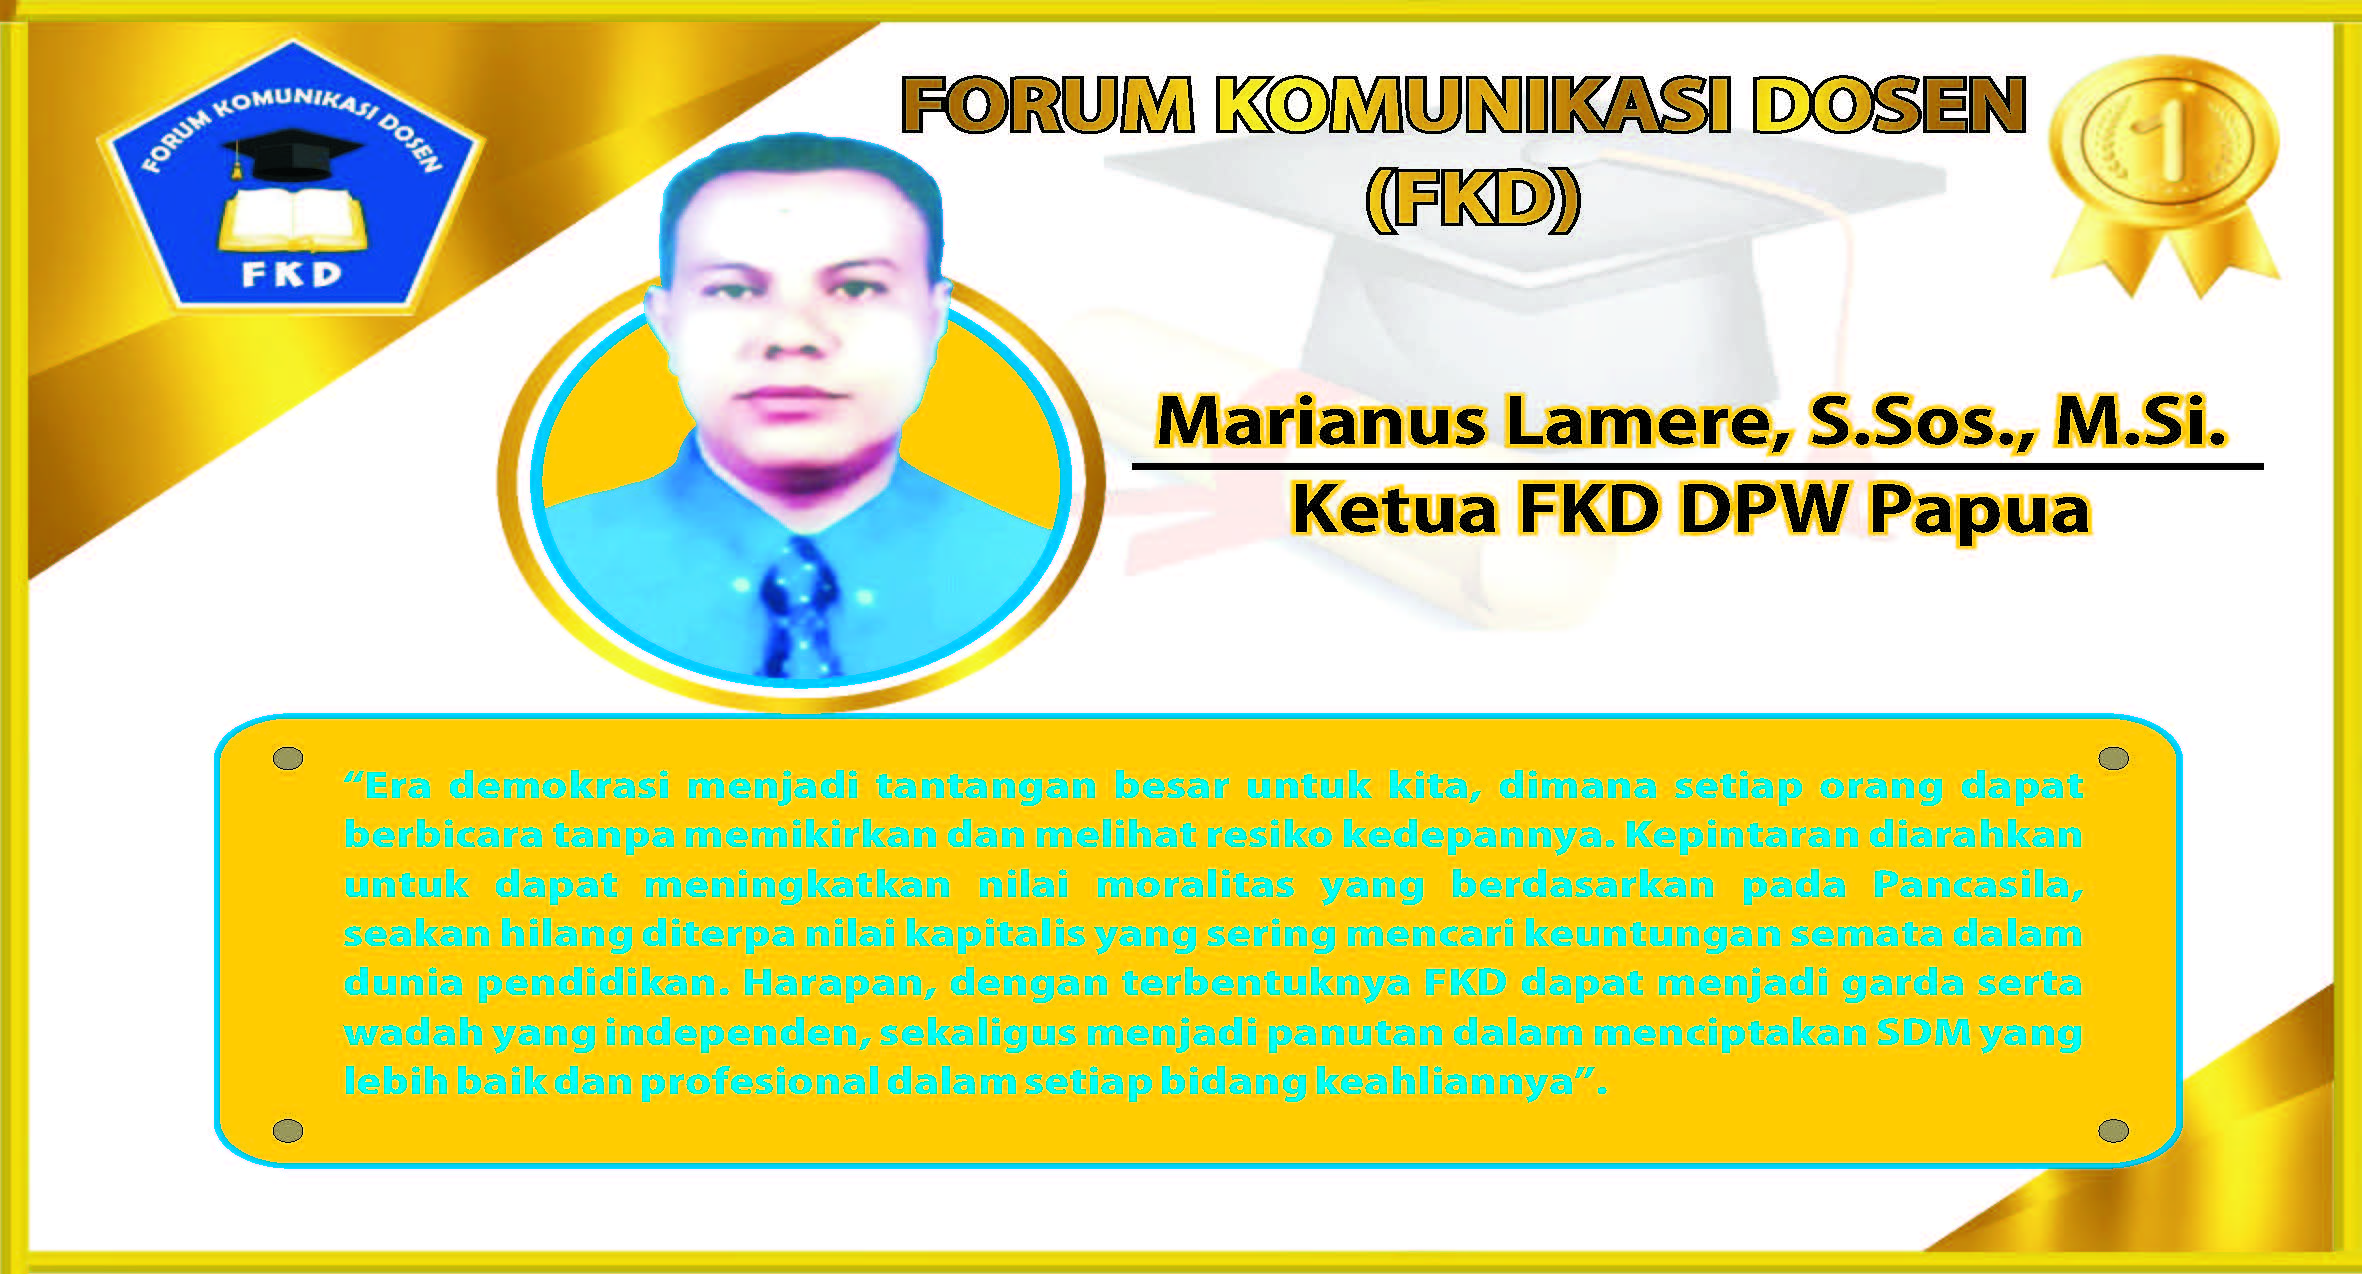 FORUM KOMUNIKASI DOSEN
FKD
FORUM KOMUNIKASI DOSEN
(FKD)
1
Marianus Lamere, S.Sos., M.Si.
Ketua FKD DPW Papua
“Era demokrasi menjadi tantangan besar untuk kita, dimana setiap orang dapat
berbicara tanpa memikirkan dan melihat resiko kedepannya. Kepintaran diarahkan
untuk dapat meningkatkan nilai moralitas yang berdasarkan pada Pancasila,
seakan hilang diterpa nilai kapitalis yang sering mencari keuntungan semata dalam
dunia pendidikan. Harapan, dengan terbentuknya FKD dapat menjadi garda serta
wadah yang independen, sekaligus menjadi panutan dalam menciptakan SDM yang
lebih baik dan profesional dalam setiap bidang keahliannya”.